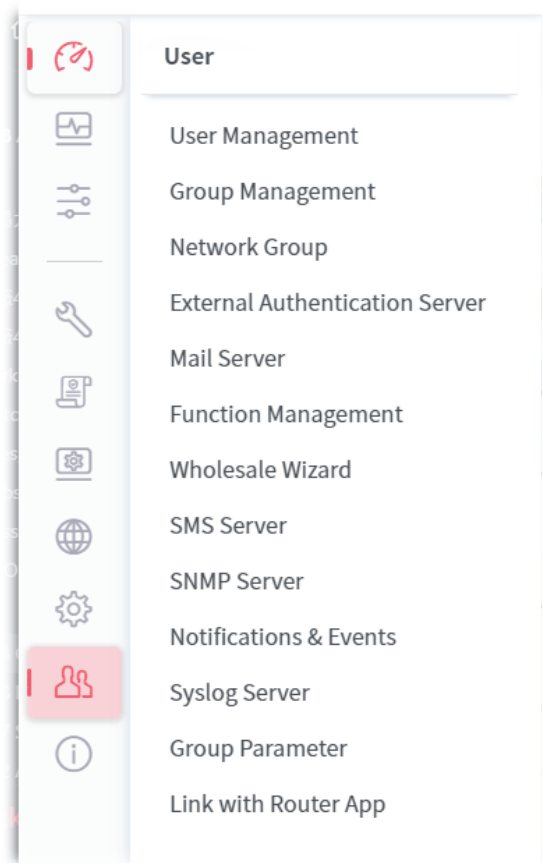 User
User Management
Group Management
Network Group
External Authentication Server
Mail Server
Function Management
Wholesale Wizard
SMS Server
SNMP Server
Notifications & Events
Syslog Server
Group Parameter
Link with Router App